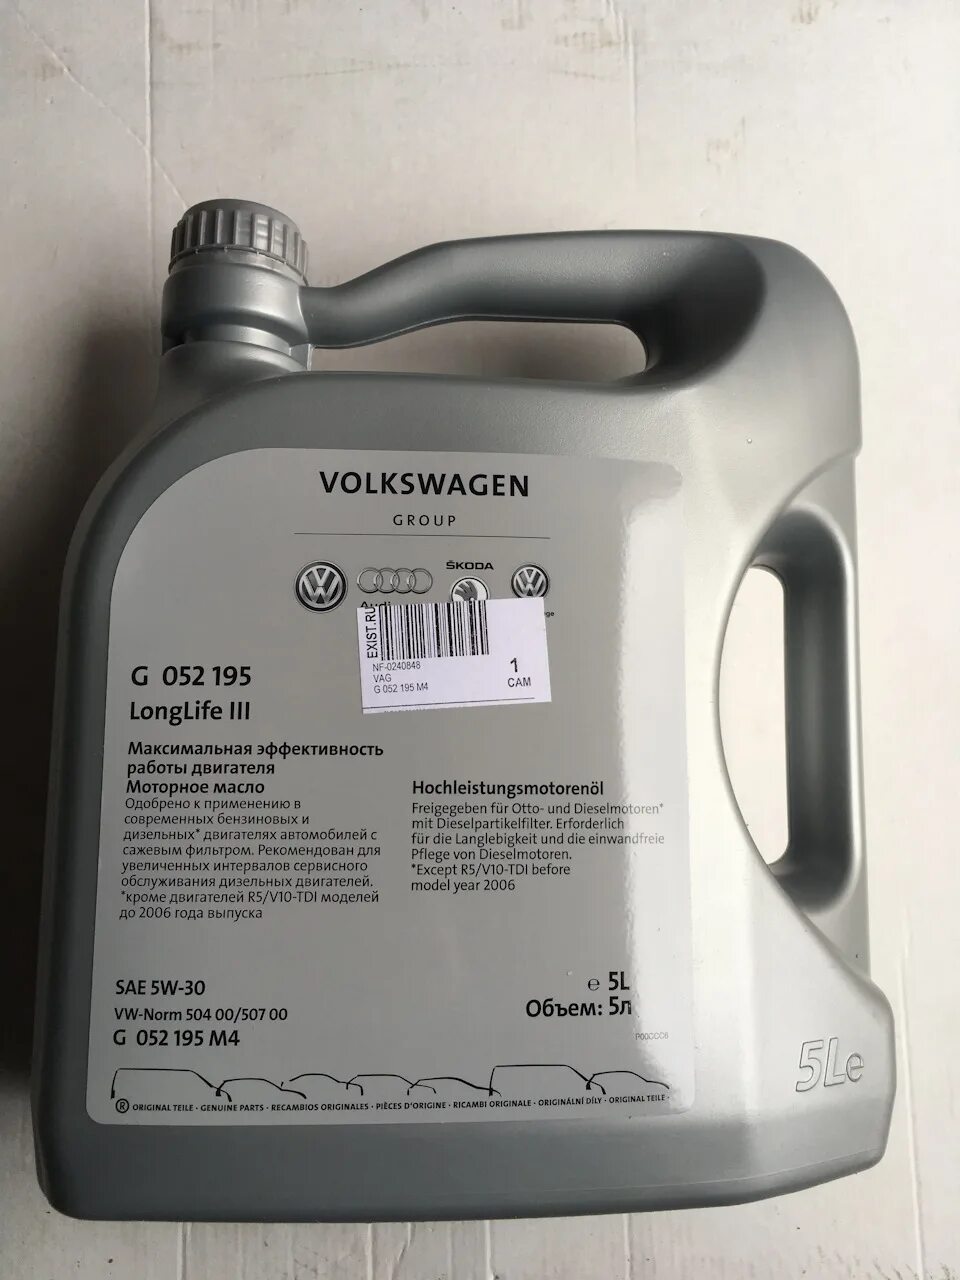 VOLKSWAGEN
GROUP
ŠKODA
EXIST.RU
NF-0240848
VAG
G 052 195 M4
1
CAM
G 052 195
LongLife III
Максимальная эффективность
работы двигателя
Моторное масло
Одобрено к применению в
современных бензиновых и
дизельных* двигателях автомобилей с
сажевым фильтром. Рекомендован для
увеличенных интервалов сервисного
обслуживания дизельных двигателей.
*кроме двигателей R5/V10-TDI моделей
до 2006 года выпуска
Hochleistungsmotorenöl
Freigegeben für Otto- und Dieselmotoren*
mit Dieselpartikelfilter. Erforderlich
für die Langlebigkeit und die einwandfreie
Pflege von Dieselmotoren.
*Except R5/V10-TDI before
model year 2006
SAE 5W-30
VW-Norm 504 00/507 00
G 052 195 M4
e 5L
Объем: 5л
5Le
® ORIGINAL TEILE · GENUINE PARTS · RECAMBIOS ORIGINALES · PIÈCES D'ORIGINE · RICAMBI ORIGINALE · ORIGINÁLNÍ DÍLY · ORIGINAL TEILE ·